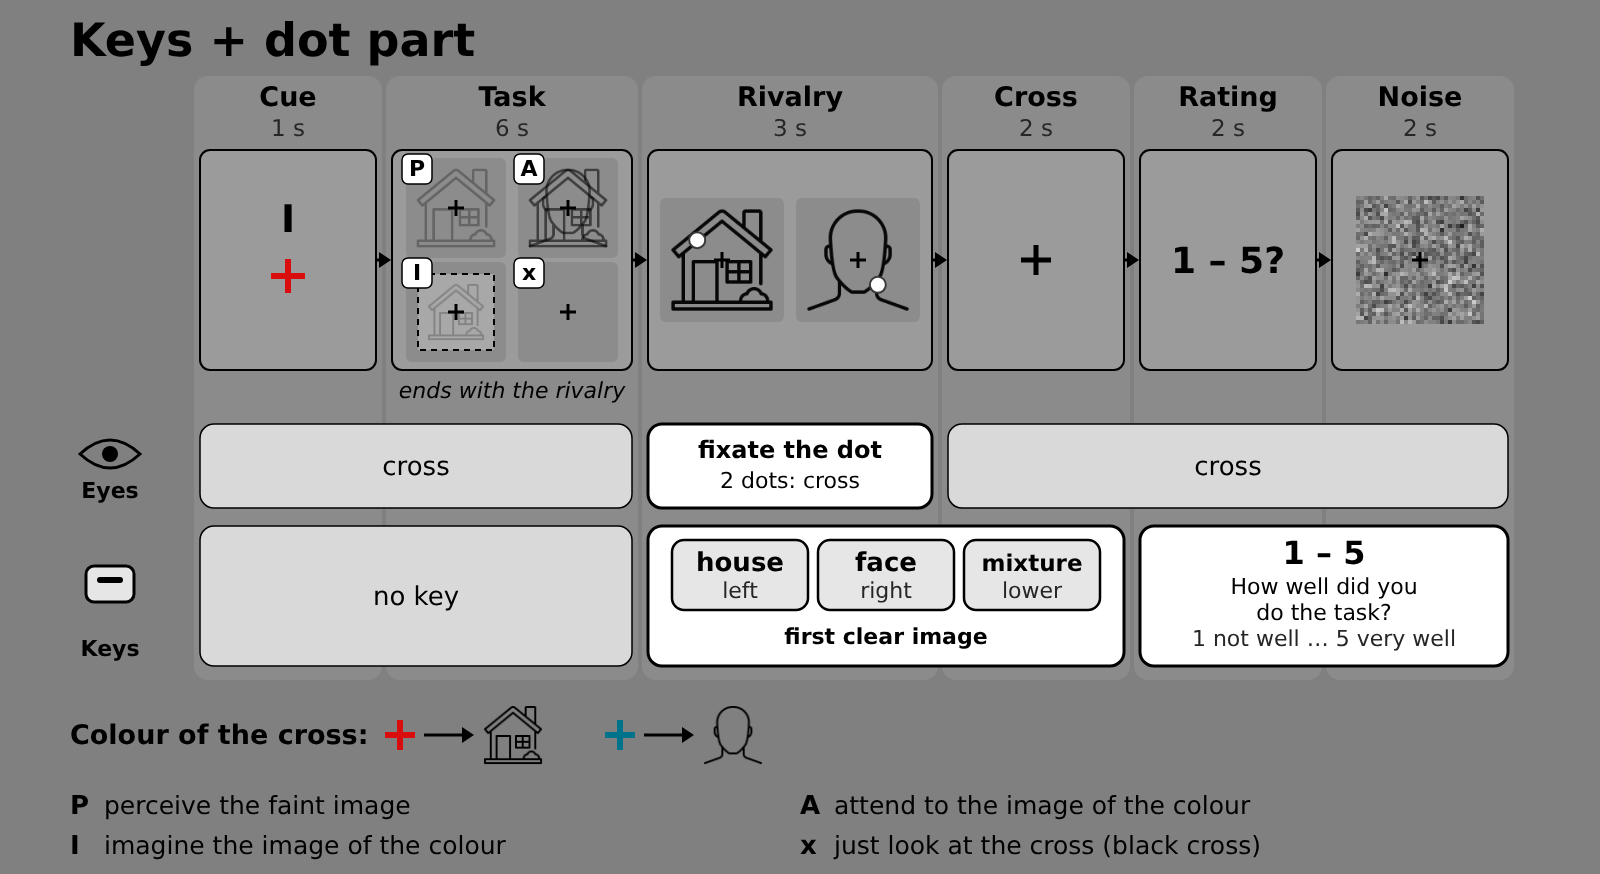 Keys + dot part
Cue
1 s
Task
6 s
Rivalry
3 s
Cross
2 s
Rating
2 s
Noise
2 s
I
P
A
I
x
1 – 5?
ends with the rivalry
Eyes
cross
fixate the dot
2 dots: cross
cross
Keys
no key
house
left
face
right
mixture
lower
first clear image
1 – 5
How well did you
do the task?
1 not well … 5 very well
Colour of the cross:
P perceive the faint image
A attend to the image of the colour
I imagine the image of the colour
x just look at the cross (black cross)